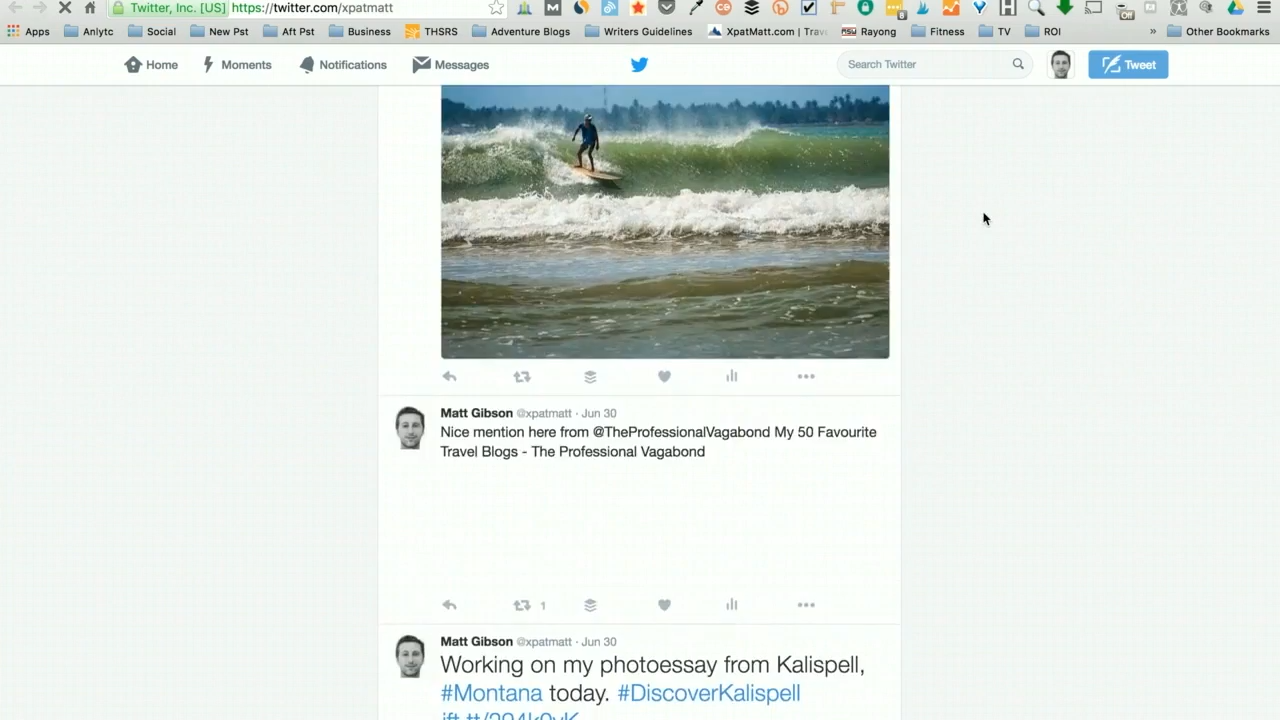 Twitter, Inc. [US] https://twitter.com/xpatmatt
Apps Anlytc Social New Pst Aft Pst Business THSRS Adventure Blogs Writers Guidelines XpatMatt.com | Trav Rayong Fitness TV ROI » Other Bookmarks
Home Moments Notifications Messages Search Twitter Tweet
Matt Gibson @xpatmatt · Jun 30
Nice mention here from @TheProfessionalVagabond My 50 Favourite
Travel Blogs - The Professional Vagabond
1
Matt Gibson @xpatmatt · Jun 30
Working on my photoessay from Kalispell,
#Montana today. #DiscoverKalispell